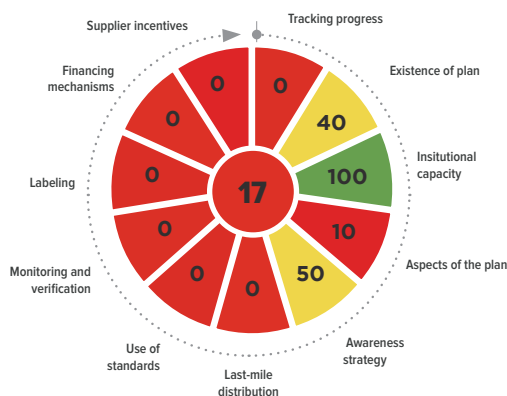 Tracking progress
0
Existence of plan
40
Insitutional
capacity
100
Aspects of the plan
10
Awareness
strategy
50
Last-mile
distribution
0
Use of
standards
0
Monitoring and
verification
0
Labeling
0
Financing
mechanisms
0
Supplier incentives
0
17